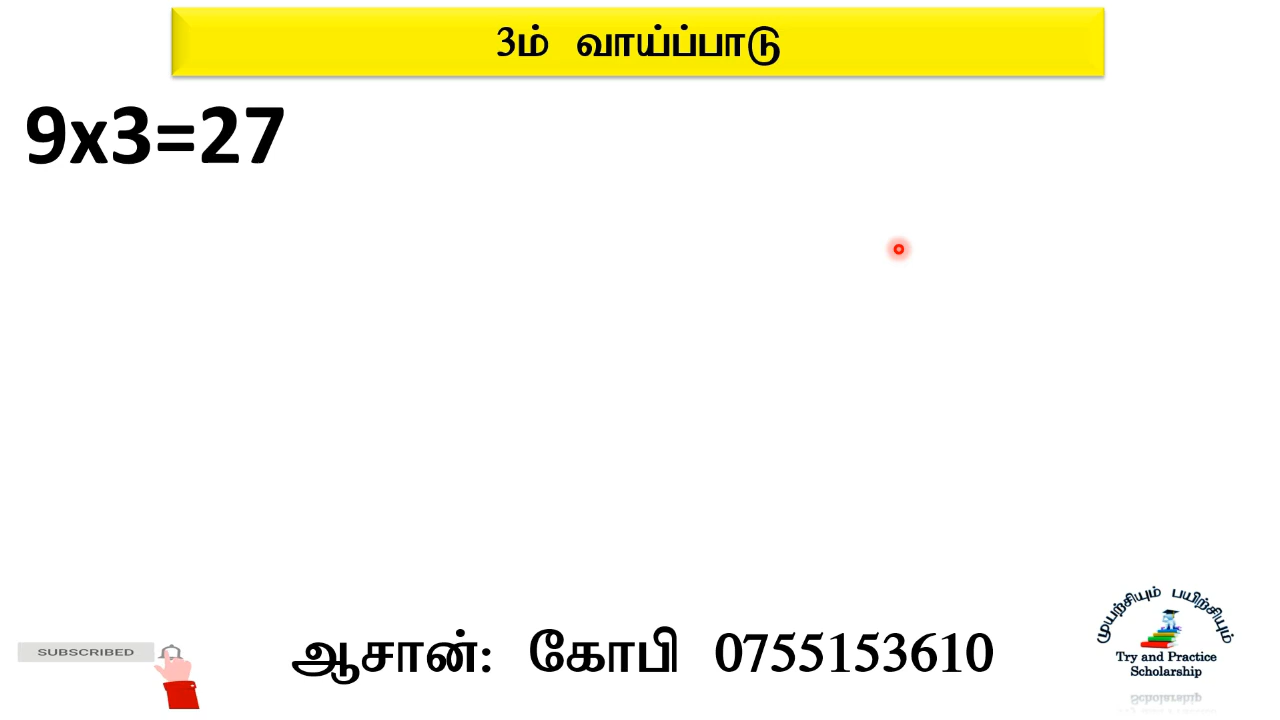 3ம் வாய்ப்பாடு
9x3=27
SUBSCRIBED
ஆசான்: கோபி 0755153610
முயற்சியும் பயிற்சியும்
Try and Practice
Scholarship